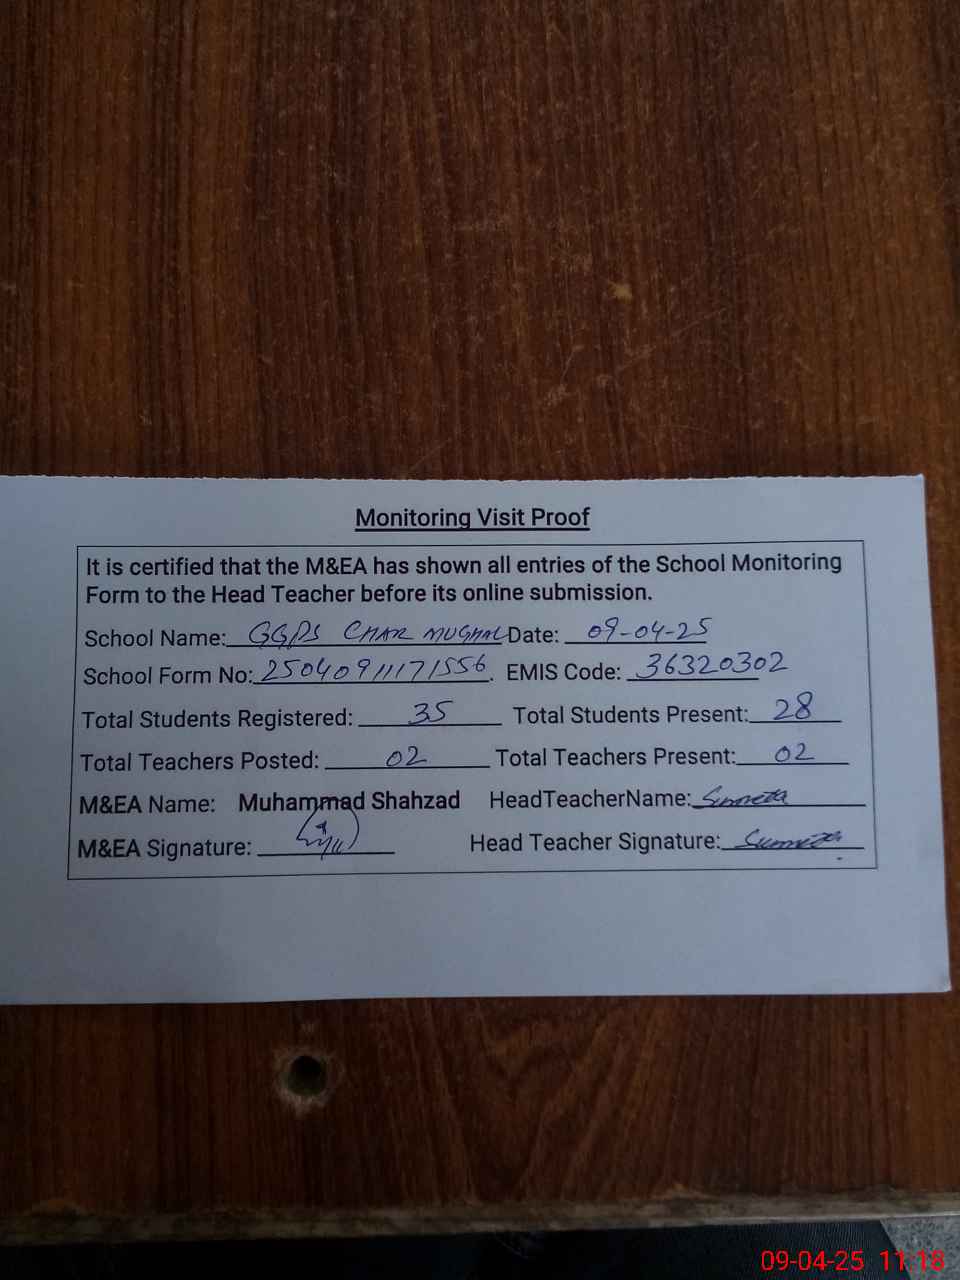 Monitoring Visit Proof
It is certified that the M&EA has shown all entries of the School Monitoring
Form to the Head Teacher before its online submission.
School Name: GGPS CHAR MUGHAL Date: 09-04-25
School Form No: 25040911171556. EMIS Code: 36320302
Total Students Registered: 35 Total Students Present: 28
Total Teachers Posted: 02 Total Teachers Present: 02
M&EA Name: Muhammad Shahzad HeadTeacherName:
M&EA Signature: Head Teacher Signature:
09-04-25 11:18